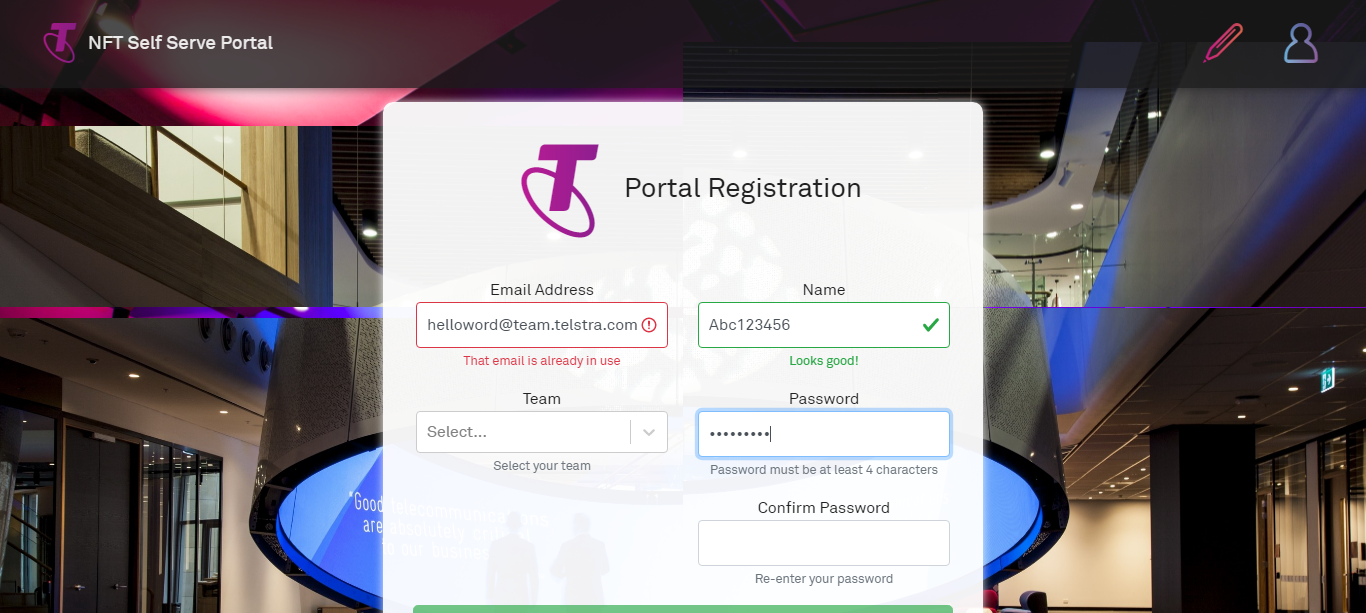 NFT Self Serve Portal
Portal Registration
Email Address
Name
helloword@team.telstra.com
Abc123456
That email is already in use
Looks good!
Team
Password
Select...
•••••••••
Select your team
Password must be at least 4 characters
Confirm Password
Re-enter your password
"Good telecommunications
are absolutely
to our business